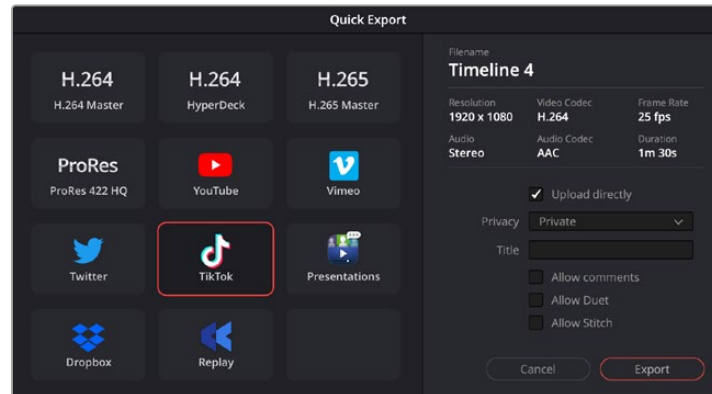 Quick Export
H.264
H.264 Master
H.264
HyperDeck
H.265
H.265 Master
ProRes
ProRes 422 HQ
YouTube
Vimeo
Twitter
TikTok
Presentations
Dropbox
Replay
Filename
Timeline 4
Resolution Video Codec Frame Rate
1920 x 1080 H.264 25 fps
Audio Audio Codec Duration
Stereo AAC 1m 30s
Upload directly
Privacy Private
Title
Allow comments
Allow Duet
Allow Stitch
Cancel Export